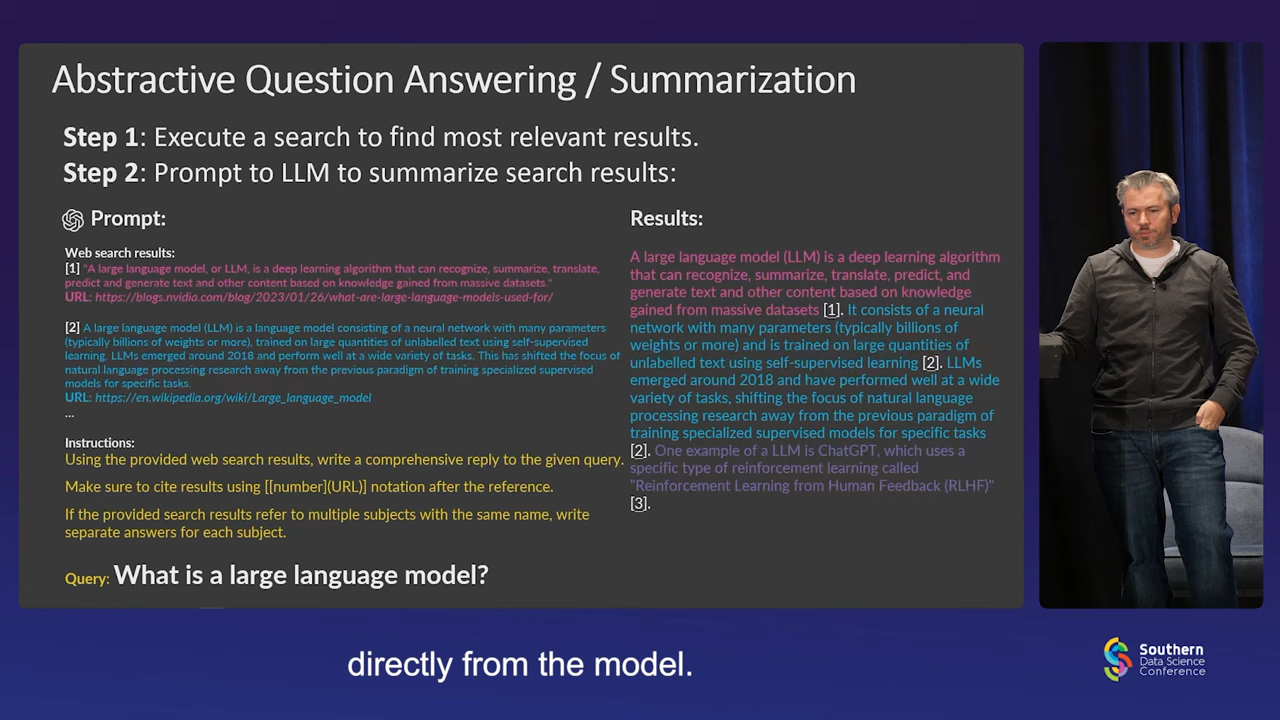 Abstractive Question Answering / Summarization
Step 1: Execute a search to find most relevant results.
Step 2: Prompt to LLM to summarize search results:
Prompt:
Web search results:
[1] "A large language model, or LLM, is a deep learning algorithm that can recognize, summarize, translate,
predict and generate text and other content based on knowledge gained from massive datasets."
URL: https://blogs.nvidia.com/blog/2023/01/26/what-are-large-language-models-used-for/
[2] A large language model (LLM) is a language model consisting of a neural network with many parameters
(typically billions of weights or more), trained on large quantities of unlabelled text using self-supervised
learning. LLMs emerged around 2018 and perform well at a wide variety of tasks. This has shifted the focus of
natural language processing research away from the previous paradigm of training specialized supervised
models for specific tasks.
URL: https://en.wikipedia.org/wiki/Large_language_model
...
Instructions:
Using the provided web search results, write a comprehensive reply to the given query.
Make sure to cite results using [[number](URL)] notation after the reference.
If the provided search results refer to multiple subjects with the same name, write
separate answers for each subject.
Query: What is a large language model?
Results:
A large language model (LLM) is a deep learning algorithm
that can recognize, summarize, translate, predict, and
generate text and other content based on knowledge
gained from massive datasets [1]. It consists of a neural
network with many parameters (typically billions of
weights or more) and is trained on large quantities of
unlabelled text using self-supervised learning [2]. LLMs
emerged around 2018 and have performed well at a wide
variety of tasks, shifting the focus of natural language
processing research away from the previous paradigm of
training specialized supervised models for specific tasks
[2]. One example of a LLM is ChatGPT, which uses a
specific type of reinforcement learning called
"Reinforcement Learning from Human Feedback (RLHF)"
[3].
directly from the model.
Southern
Data Science
Conference